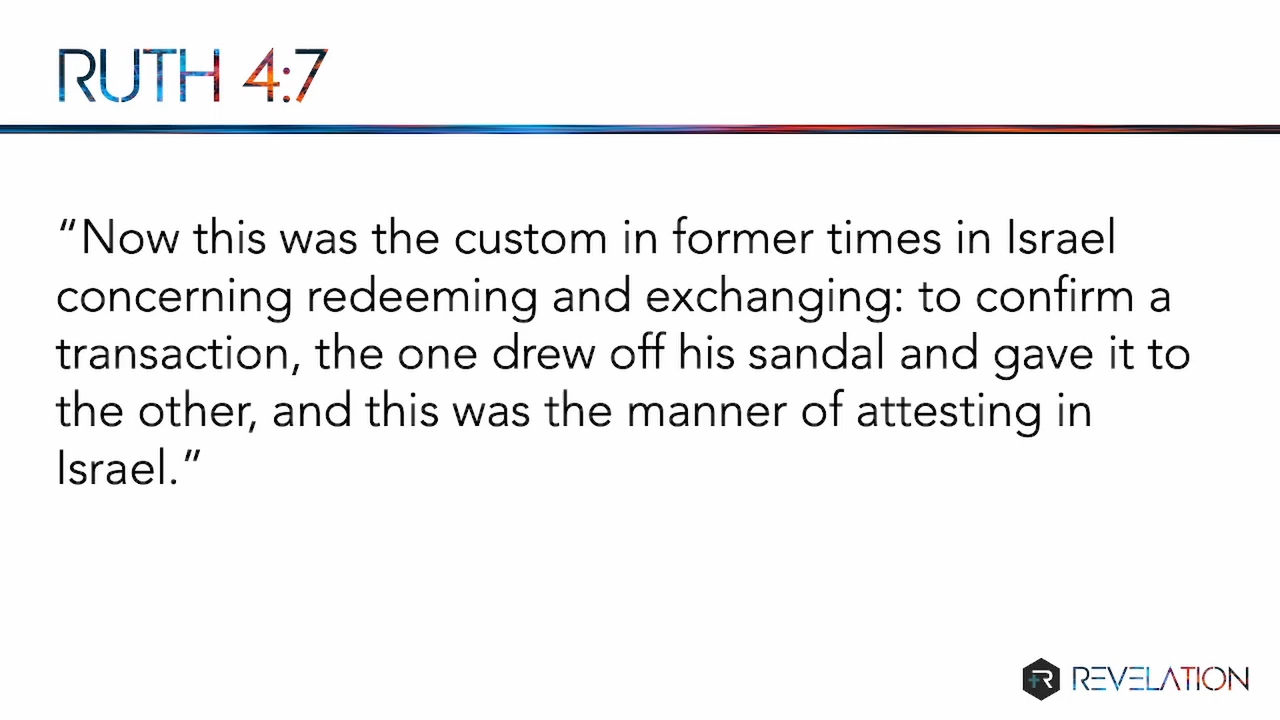 RUTH 4:7
“Now this was the custom in former times in Israel
concerning redeeming and exchanging: to confirm a
transaction, the one drew off his sandal and gave it to
the other, and this was the manner of attesting in
Israel.”
R REVELATION